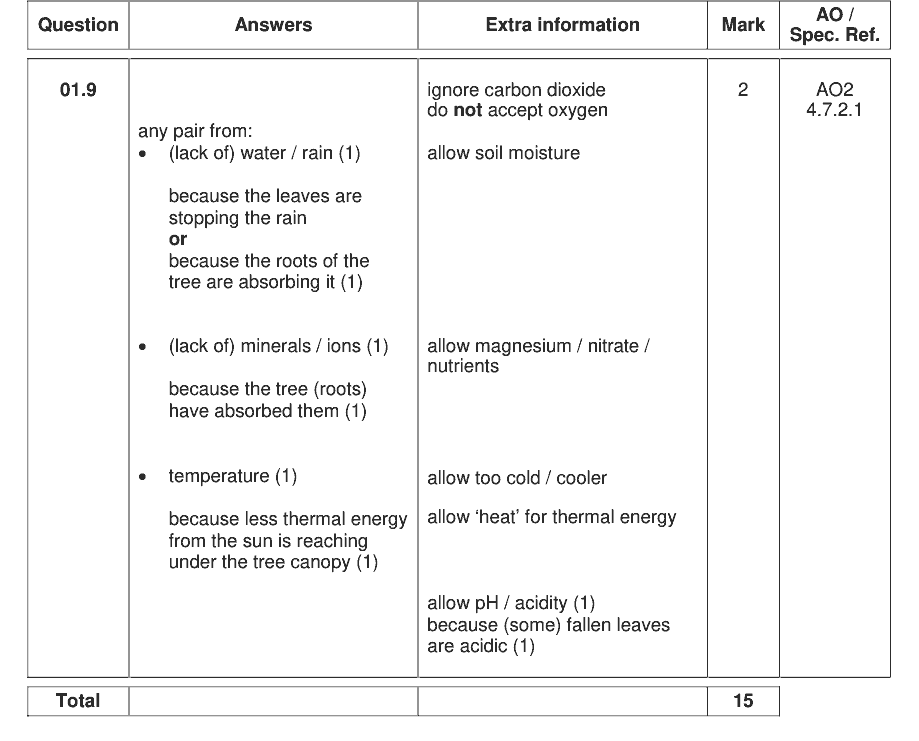 Question Answers Extra information Mark AO / Spec. Ref.
01.9 ignore carbon dioxide 2 AO2
do not accept oxygen 4.7.2.1
any pair from:
• (lack of) water / rain (1) allow soil moisture
because the leaves are
stopping the rain
or
because the roots of the
tree are absorbing it (1)
• (lack of) minerals / ions (1) allow magnesium / nitrate /
nutrients
because the tree (roots)
have absorbed them (1)
• temperature (1) allow too cold / cooler
because less thermal energy allow ‘heat’ for thermal energy
from the sun is reaching
under the tree canopy (1)
allow pH / acidity (1)
because (some) fallen leaves
are acidic (1)
Total 15